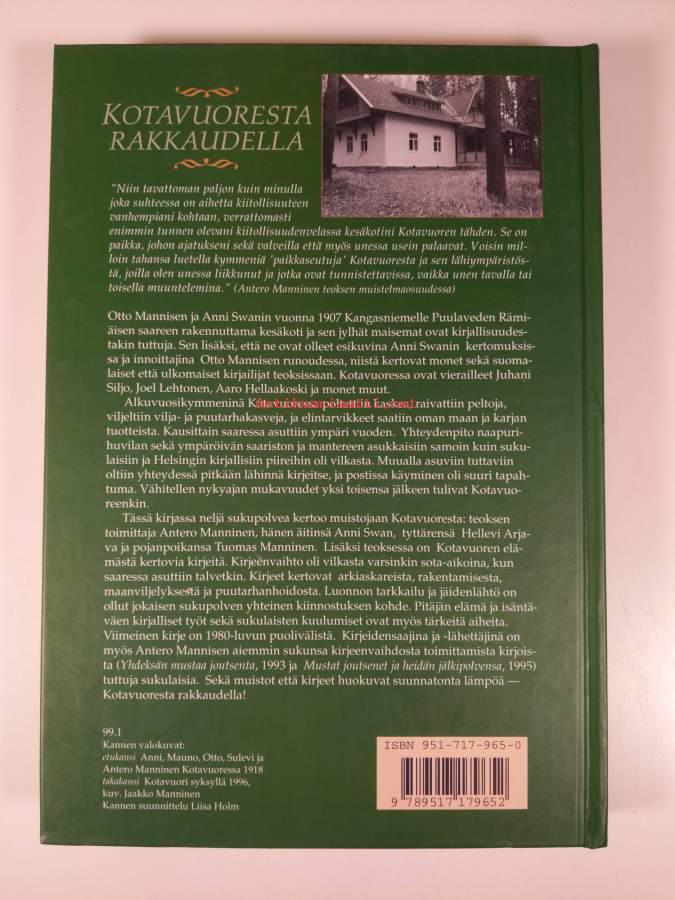 KOTAVUORESTA
RAKKAUDELLA
"Niin tavattoman paljon kuin minulla
joka suhteessa on aihetta kiitollisuuteen
vanhempiani kohtaan, verrattomasti
enimmin tunnen olevani kiitollisuudenvelassa kesäkotini Kotavuoren tähden. Se on
paikka, johon ajatukseni sekä valveilla että myös unessa usein palaavat. Voisin mil-
loin tahansa luetella kymmeniä 'paikkaseutuja' Kotavuoresta ja sen lähiympäristös-
tä, joilla olen unessa liikkunut ja jotka ovat tunnistettavissa, vaikka unen tavalla tai
toisella muuntelemina." (Antero Manninen teoksen muistelmaosuudessa)
Otto Mannisen ja Anni Swanin vuonna 1907 Kangasniemelle Puulaveden Rämi-
äisen saareen rakennuttama kesäkoti ja sen jylhät maisemat ovat kirjallisuudes-
takin tuttuja. Sen lisäksi, että ne ovat olleet esikuvina Anni Swanin kertomuksis-
sa ja innoittajina Otto Mannisen runoudessa, niistä kertovat monet sekä suoma-
laiset että ulkomaiset kirjailijat teoksissaan. Kotavuoressa ovat vierailleet Juhani
Siljo, Joel Lehtonen, Aaro Hellaakoski ja monet muut.
Alkuvuosikymmeninä Kotavuoressa poltettiin kaskea, raivattiin peltoja,
Antikvariaatti.net
viljeltiin vilja- ja puutarhakasveja, ja elintarvikkeet saatiin oman maan ja karjan
tuotteista. Kausittain saaressa asuttiin ympäri vuoden. Yhteydenpito naapuri-
huvilan sekä ympäröivän saariston ja mantereen asukkaisiin samoin kuin suku-
laisiin ja Helsingin kirjallisiin piireihin oli vilkasta. Muualla asuviin tuttaviin
oltiin yhteydessä pitkään lähinnä kirjeitse, ja postissa käyminen oli suuri tapah-
tuma. Vähitellen nykyajan mukavuudet yksi toisensa jälkeen tulivat Kotavuo-
reenkin.
Tässä kirjassa neljä sukupolvea kertoo muistojaan Kotavuoresta: teoksen
toimittaja Antero Manninen, hänen äitinsä Anni Swan, tyttärensä Hellevi Arja-
va ja pojanpoikansa Tuomas Manninen. Lisäksi teoksessa on Kotavuoren elä-
mästä kertovia kirjeitä. Kirjeenvaihto oli vilkasta varsinkin sota-aikoina, kun
saaressa asuttiin talvetkin. Kirjeet kertovat arkiaskareista, rakentamisesta,
maanviljelyksestä ja puutarhanhoidosta. Luonnon tarkkailu ja jäidenlähtö on
ollut jokaisen sukupolven yhteinen kiinnostuksen kohde. Pitäjän elämä ja isäntä-
väen kirjalliset työt sekä sukulaisten kuulumiset ovat myös tärkeitä aiheita.
Viimeinen kirje on 1980-luvun puolivälistä. Kirjeidensaajina ja -lähettäjinä on
myös Antero Mannisen aiemmin sukunsa kirjeenvaihdosta toimittamista kirjois-
ta (Yhdeksän mustaa joutsenta, 1993 ja Mustat joutsenet ja heidän jälkipolvensa, 1995)
tuttuja sukulaisia. Sekä muistot että kirjeet huokuvat suunnatonta lämpöä —
Kotavuoresta rakkaudella!
99.1
Kannen valokuvat:
etukansi Anni, Mauno, Otto, Sulevi ja
Antero Manninen Kotavuoressa 1918
takakansi Kotavuori syksyllä 1996,
kuv. Jaakko Manninen
Kannen suunnittelu Liisa Holm
ISBN 951-717-965-0
9 789517 179652